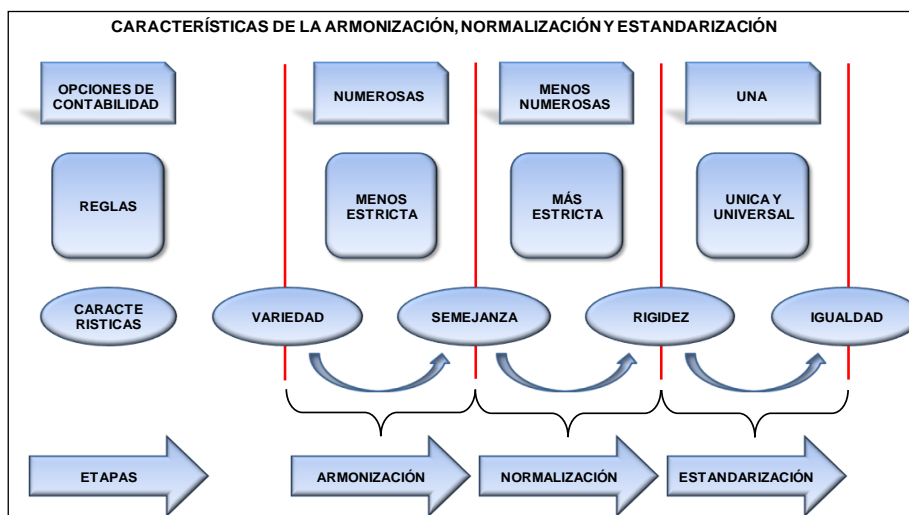 CARACTERÍSTICAS DE LA ARMONIZACIÓN, NORMALIZACIÓN Y ESTANDARIZACIÓN
OPCIONES DE
CONTABILIDAD
NUMEROSAS
MENOS
NUMEROSAS
UNA
REGLAS
MENOS
ESTRICTA
MÁS
ESTRICTA
UNICA Y
UNIVERSAL
CARACTE
RISTICAS
VARIEDAD
SEMEJANZA
RIGIDEZ
IGUALDAD
ETAPAS
ARMONIZACIÓN
NORMALIZACIÓN
ESTANDARIZACIÓN